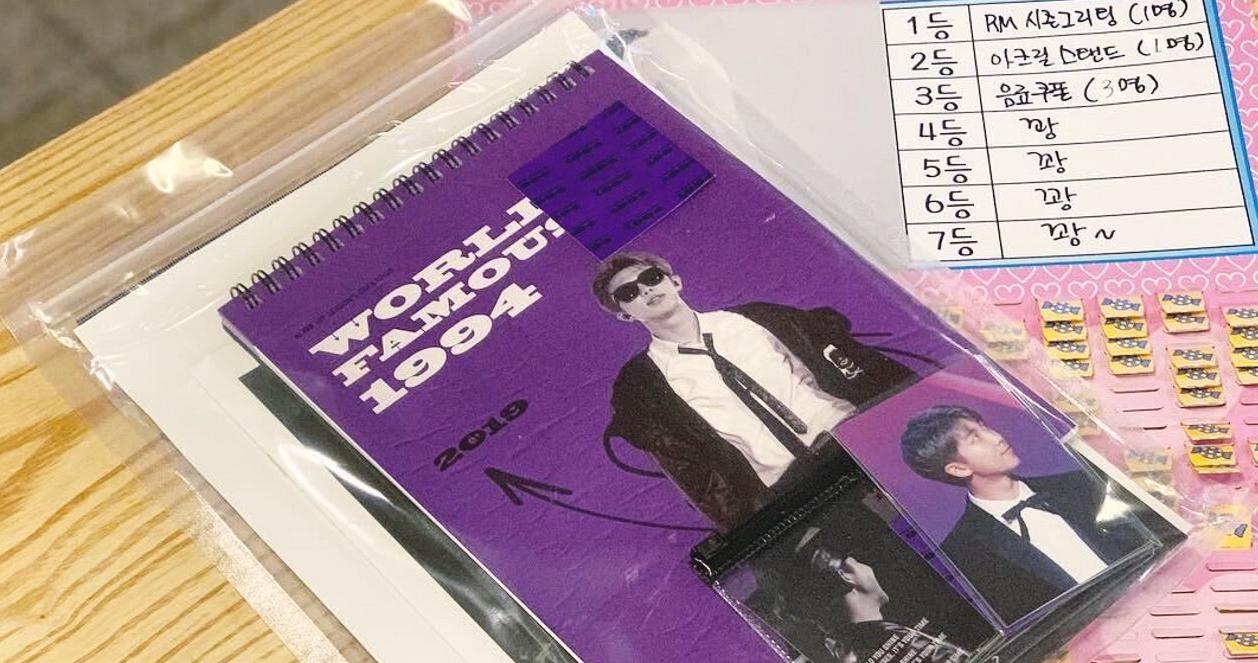 WORLD
FAMOUS
1994
2019
1등 RM 시즌그리팅 (1명)
2등 아크릴 스탠드 (1명)
3등 음료쿠폰 (3명)
4등 꽝
5등 꽝
6등 꽝
7등 꽝~